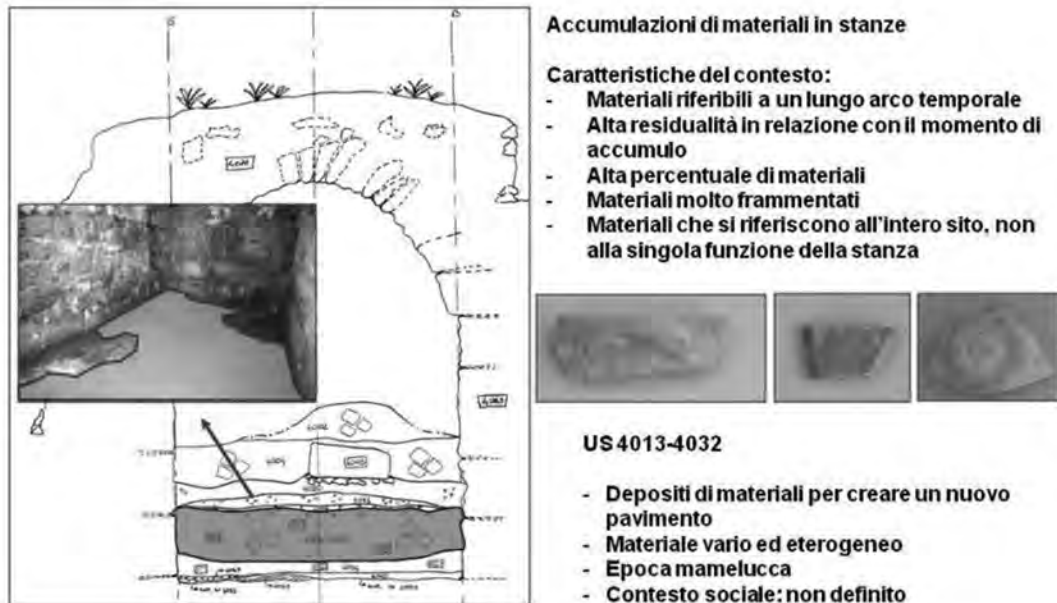 Accumulazioni di materiali in stanze
Caratteristiche del contesto:
- Materiali riferibili a un lungo arco temporale
- Alta residualità in relazione con il momento di
accumulo
- Alta percentuale di materiali
- Materiali molto frammentati
- Materiali che si riferiscono all'intero sito, non
alla singola funzione della stanza
US 4013-4032
- Depositi di materiali per creare un nuovo
pavimento
- Materiale vario ed eterogeneo
- Epoca mamelucca
- Contesto sociale: non definito